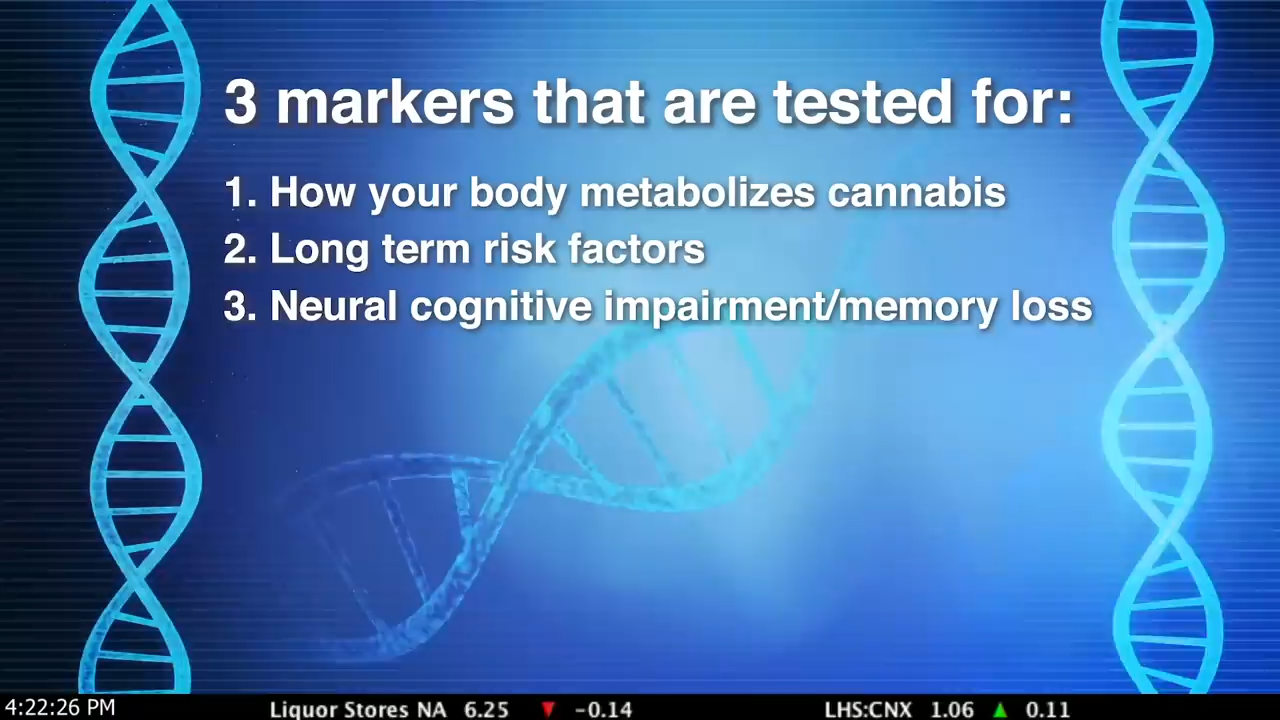 3 markers that are tested for:
1. How your body metabolizes cannabis
2. Long term risk factors
3. Neural cognitive impairment/memory loss
4:22:26 PM Liquor Stores NA 6.25 ▼ -0.14 LHS:CNX 1.06 ▲ 0.11